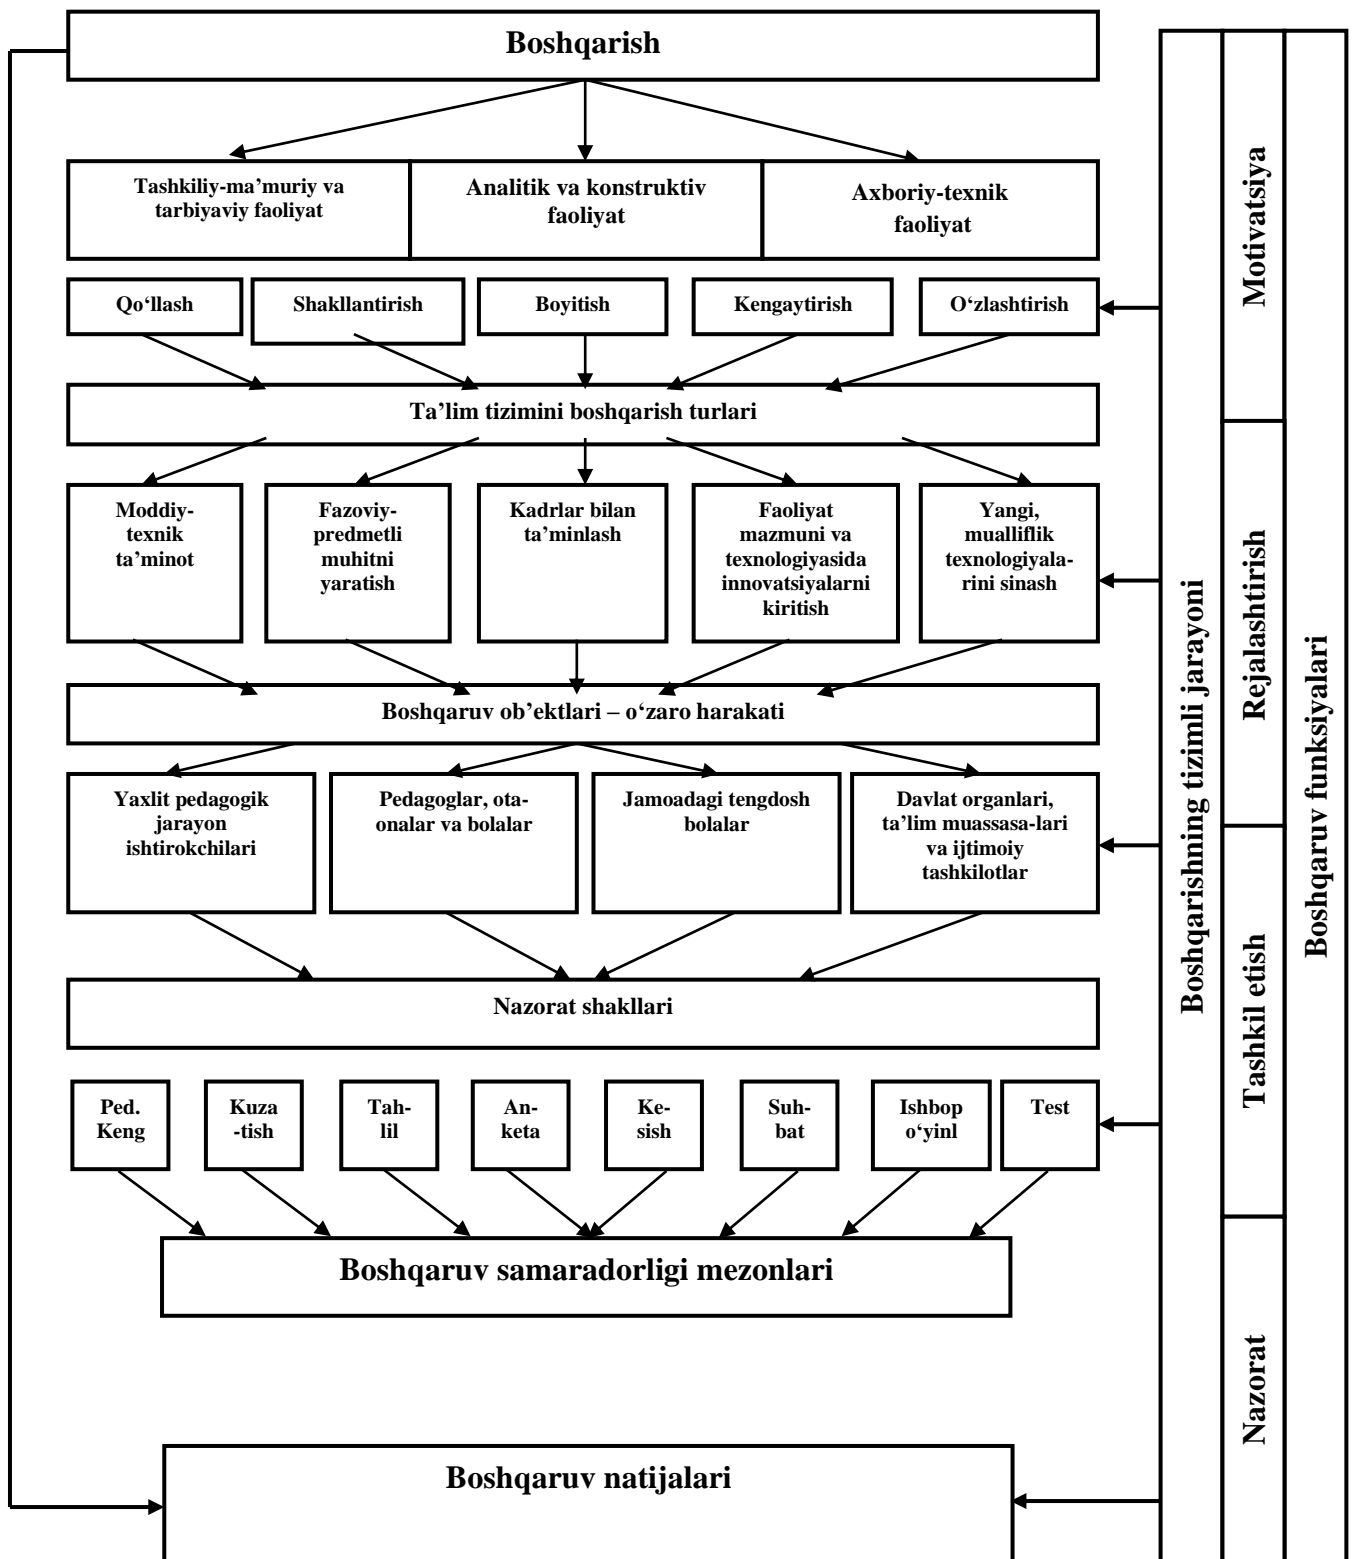 Boshqarish
Tashkiliy-ma’muriy va
tarbiyaviy faoliyat
Analitik va konstruktiv
faoliyat
Axboriy-texnik
faoliyat
Qo‘llash
Shakllantirish
Boyitish
Kengaytirish
O‘zlashtirish
Ta’lim tizimini boshqarish turlari
Moddiy-
texnik
ta’minot
Fazoviy-
predmetli
muhitni
yaratish
Kadrlar bilan
ta’minlash
Faoliyat
mazmuni va
texnologiyasida
innovatsiyalarni
kiritish
Yangi,
mualliflik
texnologiyala-
rini sinash
Boshqaruv ob’ektlari – o‘zaro harakati
Yaxlit pedagogik
jarayon
ishtirokchilari
Pedagoglar, ota-
onalar va bolalar
Jamoadagi tengdosh
bolalar
Davlat organlari,
ta’lim muassasa-lari
va ijtimoiy
tashkilotlar
Nazorat shakllari
Ped.
Keng
Kuza
-tish
Tah-
lil
An-
keta
Ke-
sish
Suh-
bat
Ishbop
o‘yinl
Test
Boshqaruv samaradorligi mezonlari
Boshqaruv natijalari
Boshqarishning tizimli jarayoni
Motivatsiya
Rejalashtirish
Tashkil etish
Nazorat
Boshqaruv funksiyalari